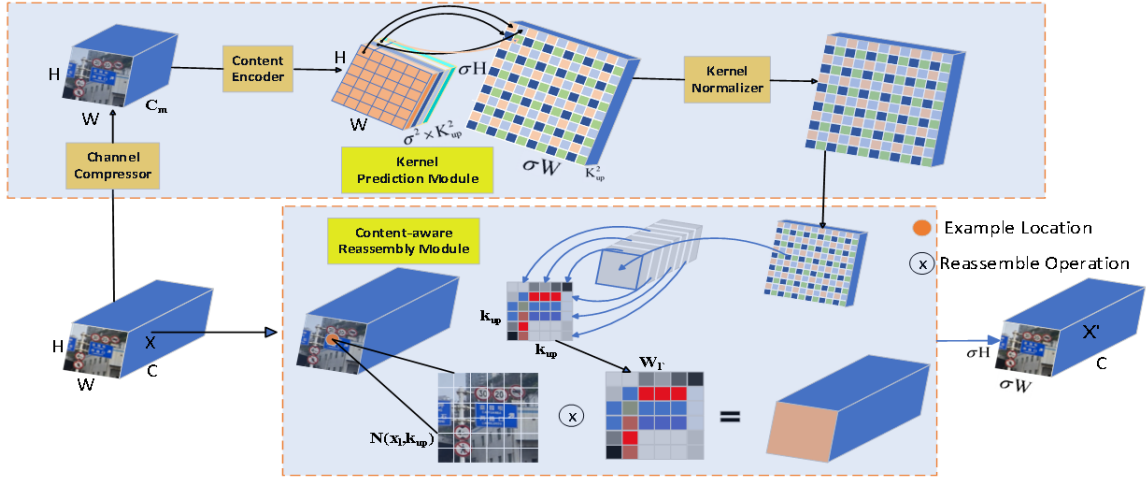 H
W
C_m
Channel
Compressor
Content
Encoder
H
W
σ² × K²_up
Kernel
Prediction Module
σH
σW
K²_up
Kernel
Normalizer
Content-aware
Reassembly Module
Example Location
x Reassemble Operation
H
W
X
C
k_up
k_up
N(x_l,k_up)
x
W_l'
=
σH
σW
X'
C